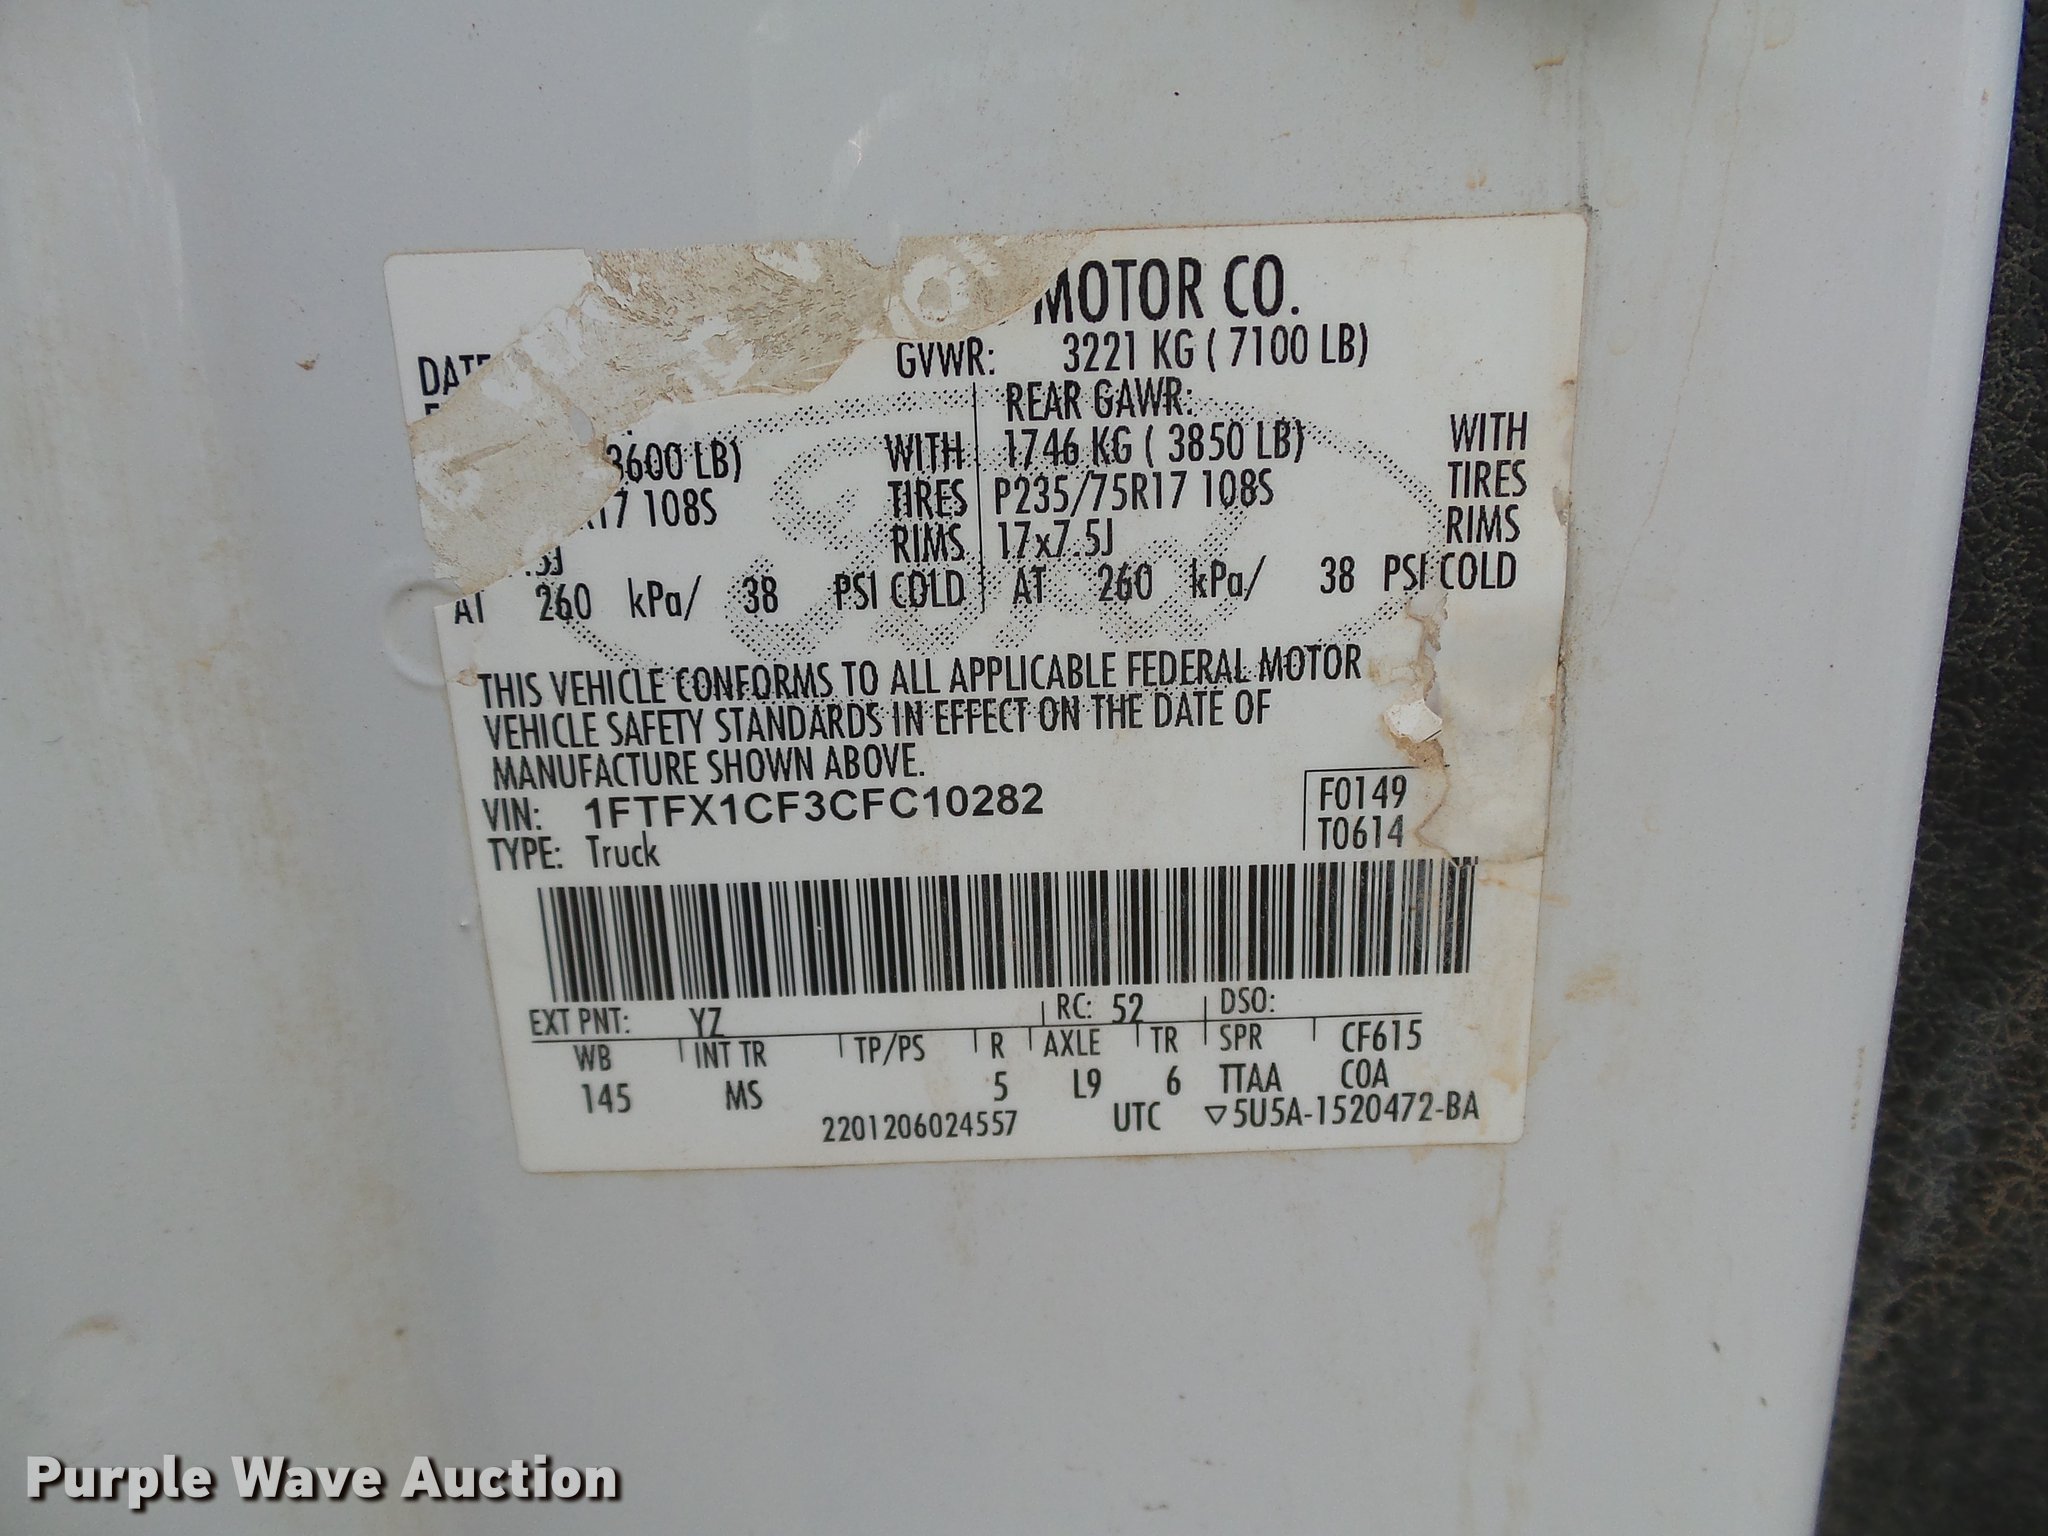 MOTOR CO.
GVWR: 3221 KG ( 7100 LB)
REAR GAWR:
3600 LB) WITH 1746 KG ( 3850 LB) WITH
108S TIRES P235/75R17 108S TIRES
RIMS 17x7.5J RIMS
AT 260 kPa/ 38 PSI COLD AT 260 kPa/ 38 PSI COLD
THIS VEHICLE CONFORMS TO ALL APPLICABLE FEDERAL MOTOR
VEHICLE SAFETY STANDARDS IN EFFECT ON THE DATE OF
MANUFACTURE SHOWN ABOVE.
VIN: 1FTFX1CF3CFC10282 F0149
TYPE: Truck T0614
EXT PNT: YZ RC: 52 DSO:
WB INT TR TP/PS R AXLE TR SPR CF615
145 MS 5 L9 6 TTAA COA
2201206024557 UTC ▽5U5A-1520472-BA
Purple Wave Auction